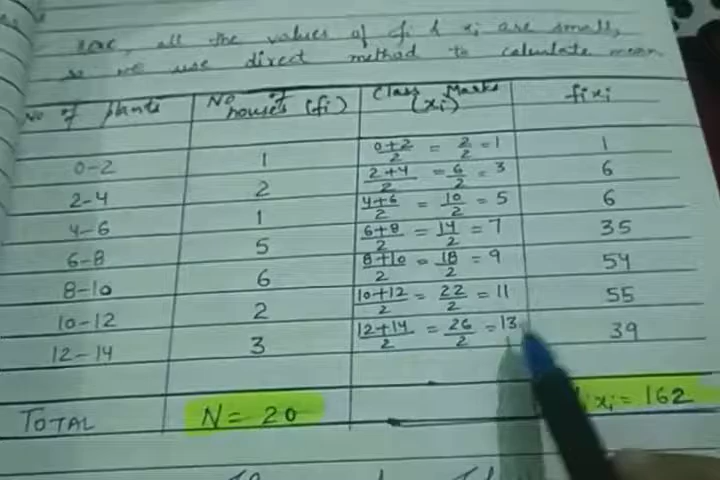 here, all the values of fi & xi are small,
so we use direct method to calculate mean
No of plants No of houses (fi) Class Marks (xi) fixi
0-2 1 0+2/2 = 2/2 = 1 1
2-4 2 2+4/2 = 6/2 = 3 6
4-6 1 4+6/2 = 10/2 = 5 6
6-8 5 6+8/2 = 14/2 = 7 35
8-10 6 8+10/2 = 18/2 = 9 54
10-12 2 10+12/2 = 22/2 = 11 55
12-14 3 12+14/2 = 26/2 = 13 39
TOTAL N = 20 ixi = 162